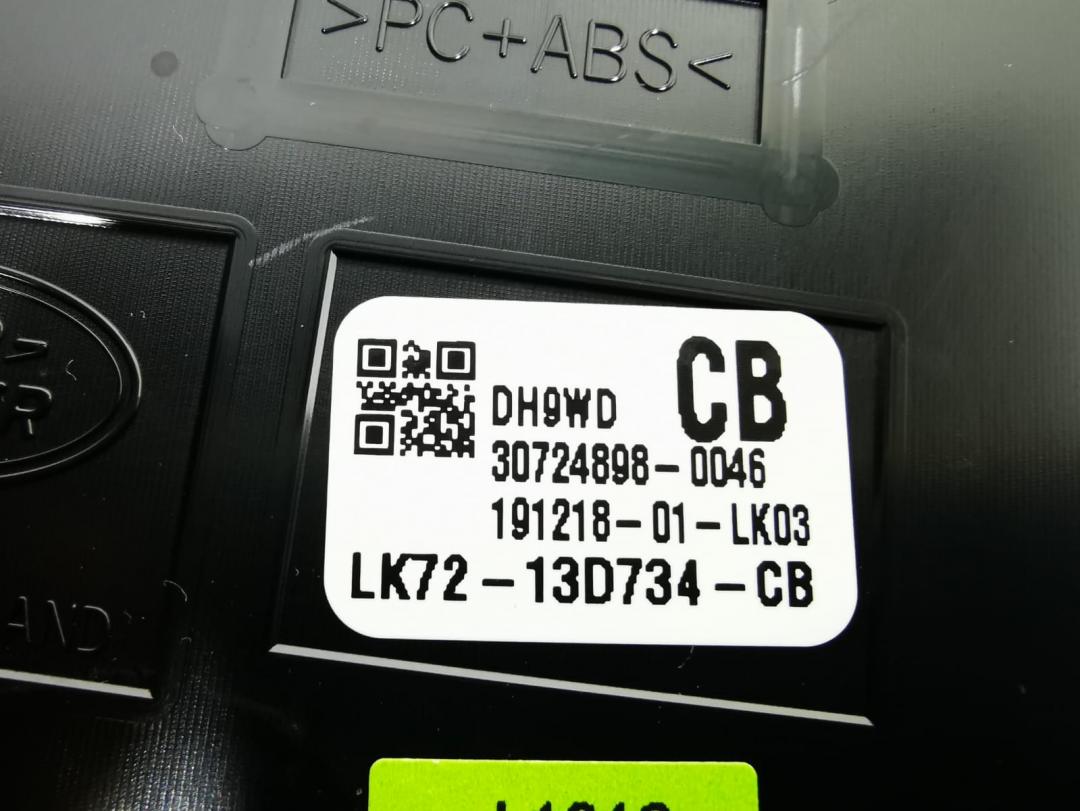 >PC+ABS<
CB
DH9WD
30724898-0046
191218-01-LK03
LK72-13D734-CB